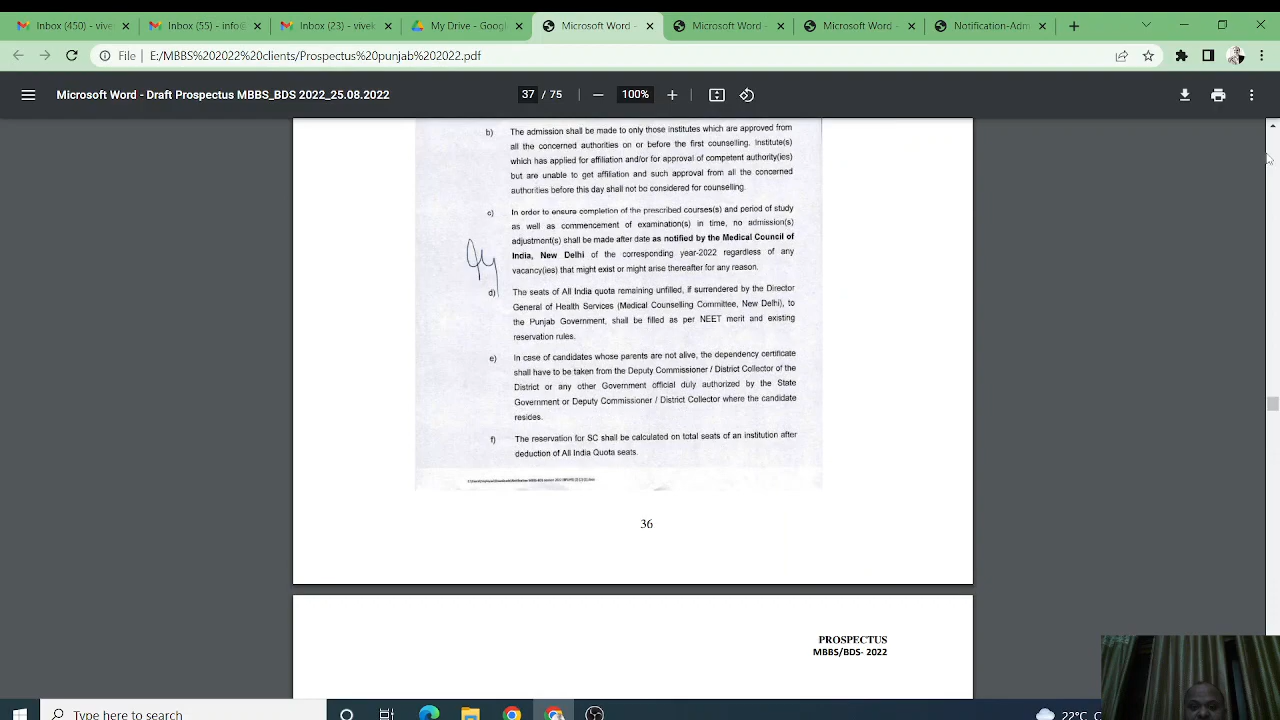 Inbox (450) - vivek
Inbox (55) - info@
Inbox (23) - vivek
My Drive - Googl
Microsoft Word -
Microsoft Word -
Microsoft Word -
Notification-Adm
File
E:/MBBS%202022%20clients/Prospectus%20punjab%202022.pdf
Microsoft Word - Draft Prospectus MBBS_BDS 2022_25.08.2022
37 / 75
100%
b) The admission shall be made to only those institutes which are approved from
all the concerned authorities on or before the first counselling. Institute(s)
which has applied for affiliation and/or for approval of competent authority(ies)
but are unable to get affiliation and such approval from all the concerned
authorities before this day shall not be considered for counselling.
c) In order to ensure completion of the prescribed courses(s) and period of study
as well as commencement of examination(s) in time, no admission(s)
adjustment(s) shall be made after date as notified by the Medical Council of
India, New Delhi of the corresponding year-2022 regardless of any
vacancy(ies) that might exist or might arise thereafter for any reason.
d) The seats of All India quota remaining unfilled, if surrendered by the Director
General of Health Services (Medical Counselling Committee, New Delhi), to
the Punjab Government, shall be filled as per NEET merit and existing
reservation rules.
e) In case of candidates whose parents are not alive, the dependency certificate
shall have to be taken from the Deputy Commissioner / District Collector of the
District or any other Government official duly authorized by the State
Government or Deputy Commissioner / District Collector where the candidate
resides.
f) The reservation for SC shall be calculated on total seats of an institution after
deduction of All India Quota seats.
36
PROSPECTUS
MBBS/BDS- 2022
Type here to search
22°C